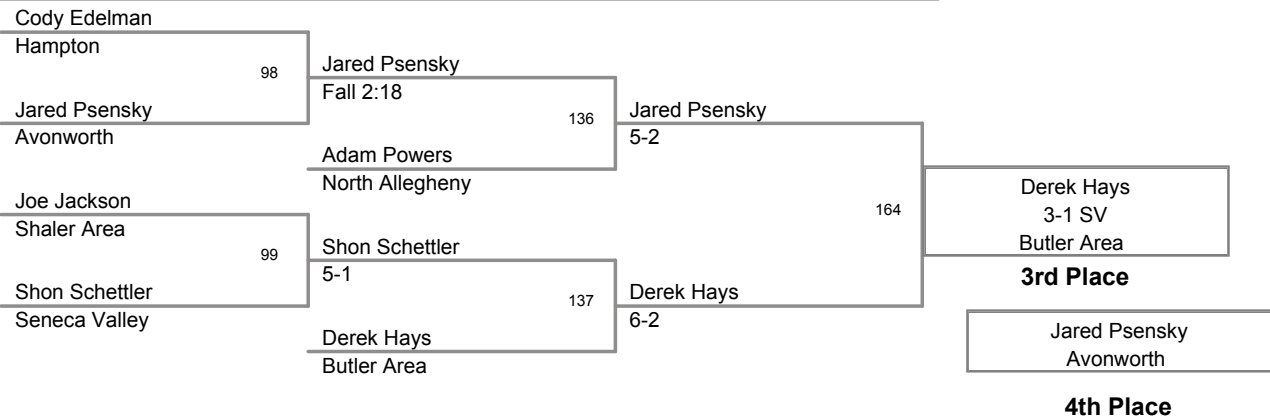 Cody Edelman
Hampton
98
Jared Psensky
Avonworth
Jared Psensky
Fall 2:18
136
Adam Powers
North Allegheny
Jared Psensky
5-2
Joe Jackson
Shaler Area
99
Shon Schettler
Seneca Valley
Shon Schettler
5-1
137
Derek Hays
Butler Area
Derek Hays
6-2
164
Derek Hays
3-1 SV
Butler Area
3rd Place
Jared Psensky
Avonworth
4th Place